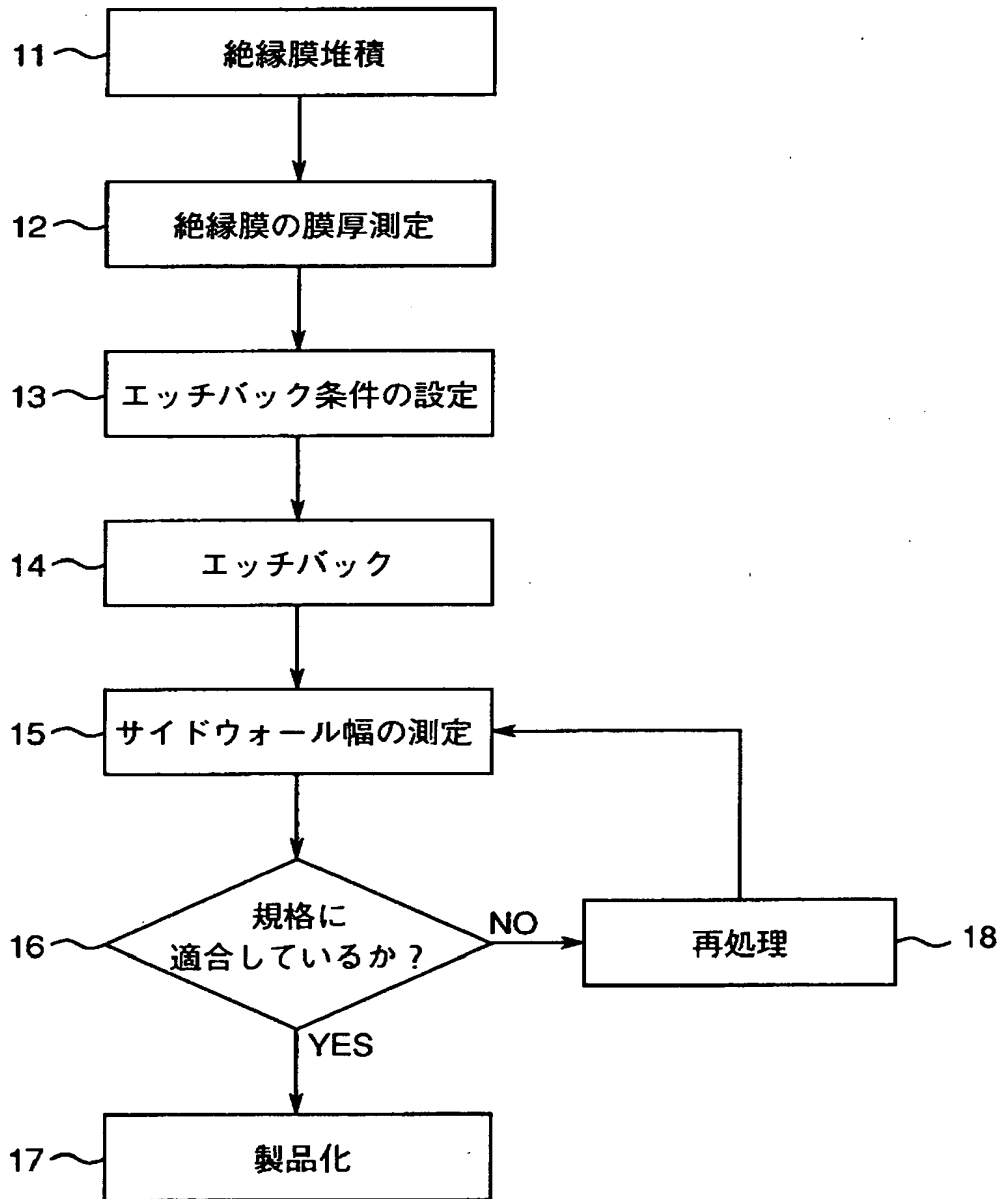 11
絶縁膜堆積
12
絶縁膜の膜厚測定
13
エッチバック条件の設定
14
エッチバック
15
サイドウォール幅の測定
16
規格に
適合しているか？
NO
再処理
18
YES
17
製品化